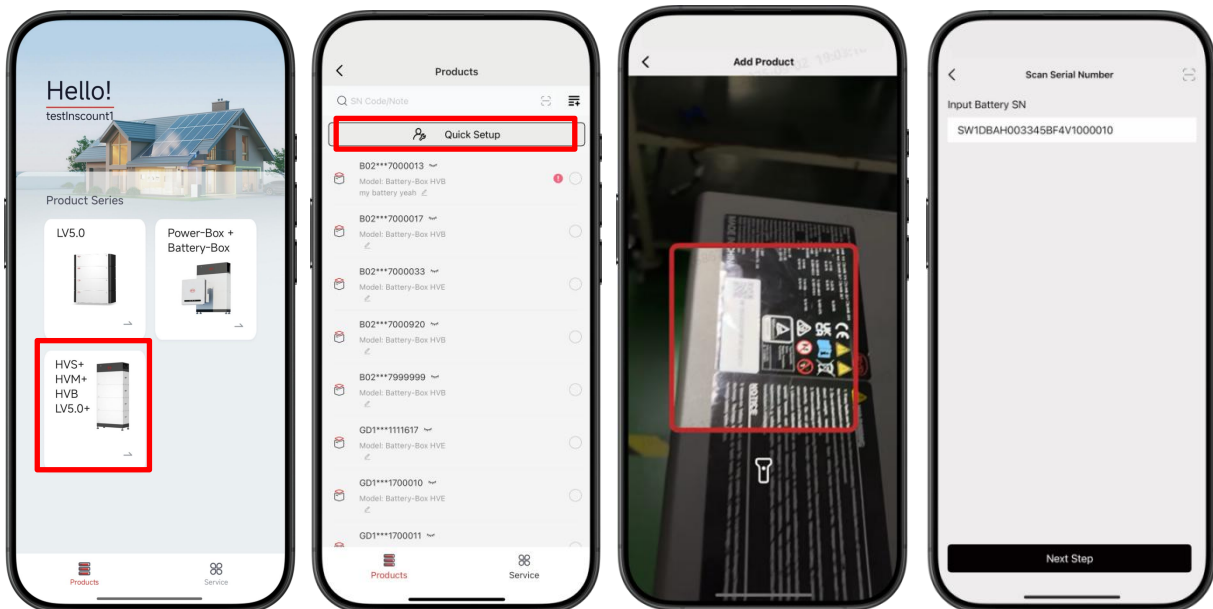 Hello!
testInscount1
Product Series
LV5.0
Power-Box +
Battery-Box
HVS+
HVM+
HVB
LV5.0+
Products
Service
Products
SN Code/Note
Quick Setup
B02***7000013
Model: Battery-Box HVB
my battery yeah
B02***7000017
Model: Battery-Box HVB
B02***7000033
Model: Battery-Box HVE
B02***7000920
Model: Battery-Box HVB
B02***7999999
Model: Battery-Box HVB
GD1***1111617
Model: Battery-Box HVE
GD1***1700010
Model: Battery-Box HVE
GD1***1700011
Products
Service
Add Product
NOTICE
Scan Serial Number
Input Battery SN
SW1DBAH003345BF4V1000010
Next Step